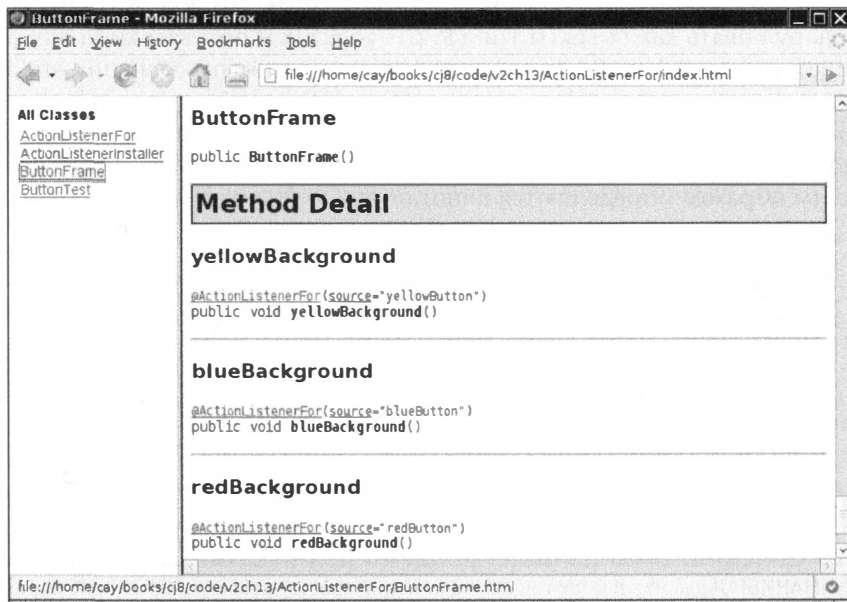 ButtonFrame - Mozilla Firefox
File Edit View History Bookmarks Tools Help
file:///home/cay/books/cj8/code/v2ch13/ActionListenerFor/index.html
All Classes
ActionListenerFor
ActionListenerInstaller
ButtonFrame
ButtonTest
ButtonFrame
public ButtonFrame()
Method Detail
yellowBackground
@ActionListenerFor(source="yellowButton")
public void yellowBackground()
blueBackground
@ActionListenerFor(source="blueButton")
public void blueBackground()
redBackground
@ActionListenerFor(source="redButton")
public void redBackground()
file:///home/cay/books/cj8/code/v2ch13/ActionListenerFor/ButtonFrame.html